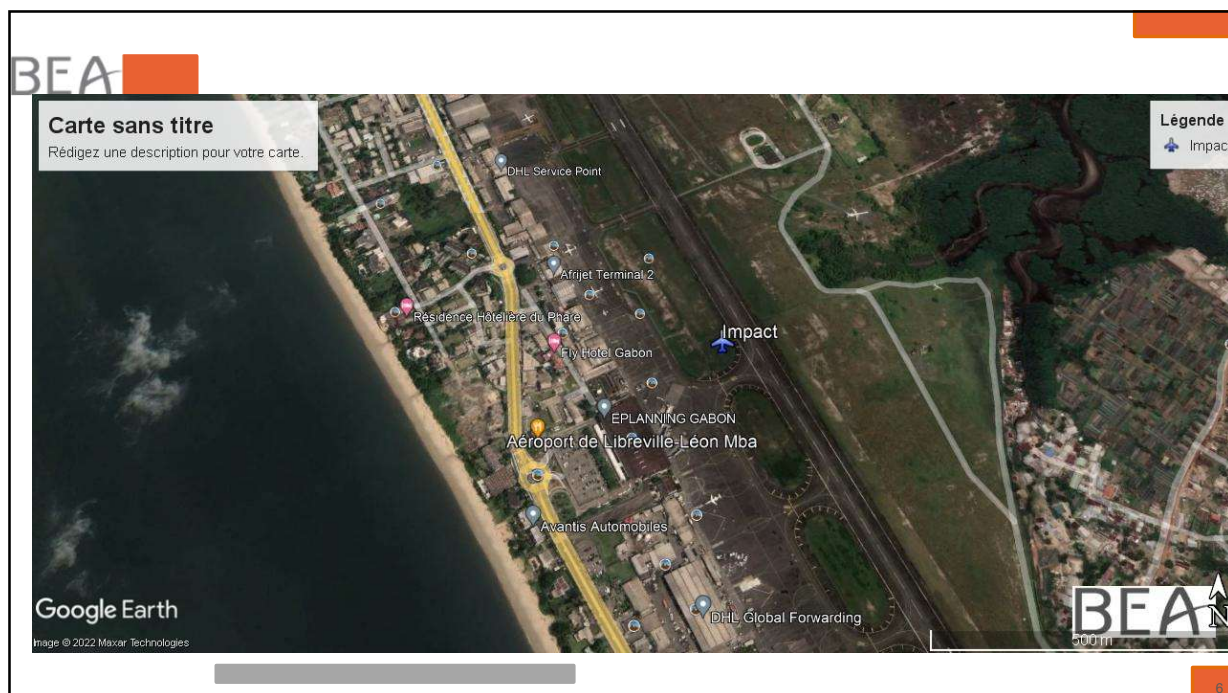 BEA
Carte sans titre
Rédigez une description pour votre carte.
Légende
Impac
DHL Service Point
Afrijet Terminal 2
Résidence Hôtelière du Phare
Impact
Fly Hotel Gabon
EPLANNING GABON
Aéroport de Libreville-Léon Mba
Avantis Automobiles
DHL Global Forwarding
Google Earth
Image © 2022 Maxar Technologies
BEA
N
500 m
6